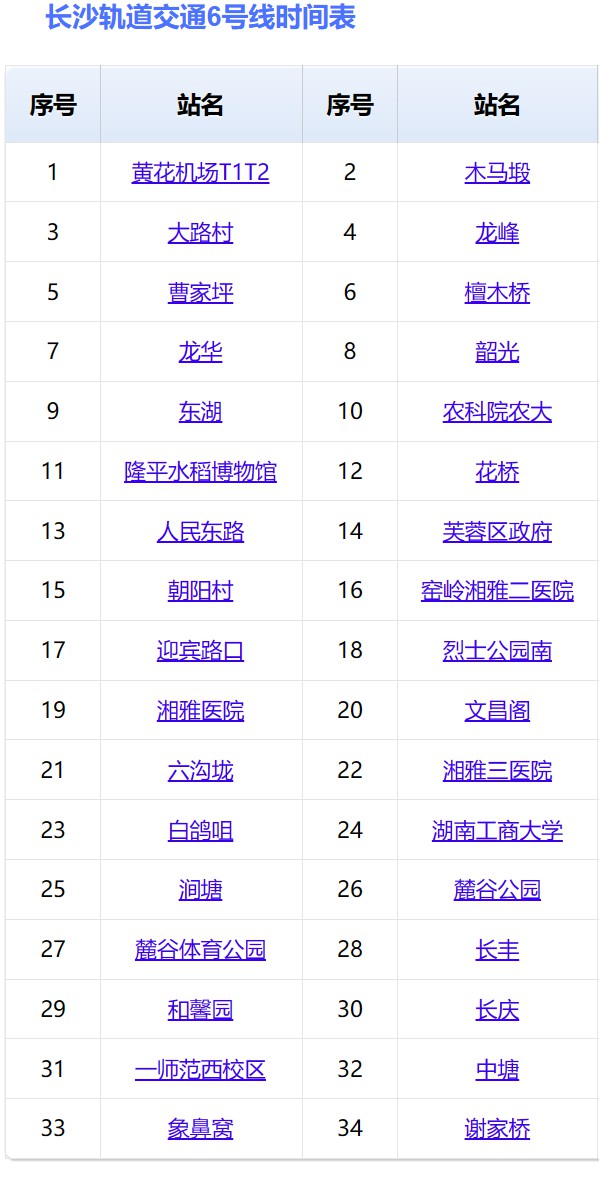 长沙轨道交通6号线时间表
序号 站名 序号 站名
1 黄花机场T1T2 2 木马塅
3 大路村 4 龙峰
5 曹家坪 6 檀木桥
7 龙华 8 韶光
9 东湖 10 农科院农大
11 隆平水稻博物馆 12 花桥
13 人民东路 14 芙蓉区政府
15 朝阳村 16 窑岭湘雅二医院
17 迎宾路口 18 烈士公园南
19 湘雅医院 20 文昌阁
21 六沟垅 22 湘雅三医院
23 白鸽咀 24 湖南工商大学
25 涧塘 26 麓谷公园
27 麓谷体育公园 28 长丰
29 和馨园 30 长庆
31 一师范西校区 32 中塘
33 象鼻窝 34 谢家桥